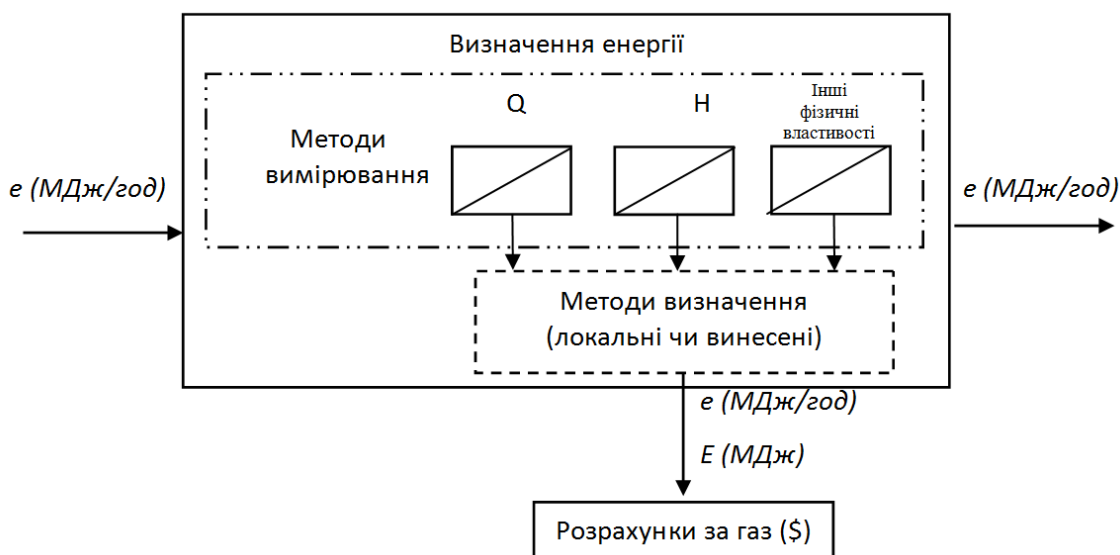 Визначення енергії
Q
H
Інші
фізичні
властивості
Методи
вимірювання
e (МДж/год)
e (МДж/год)
Методи визначення
(локальні чи винесені)
e (МДж/год)
E (МДж)
Розрахунки за газ ($)